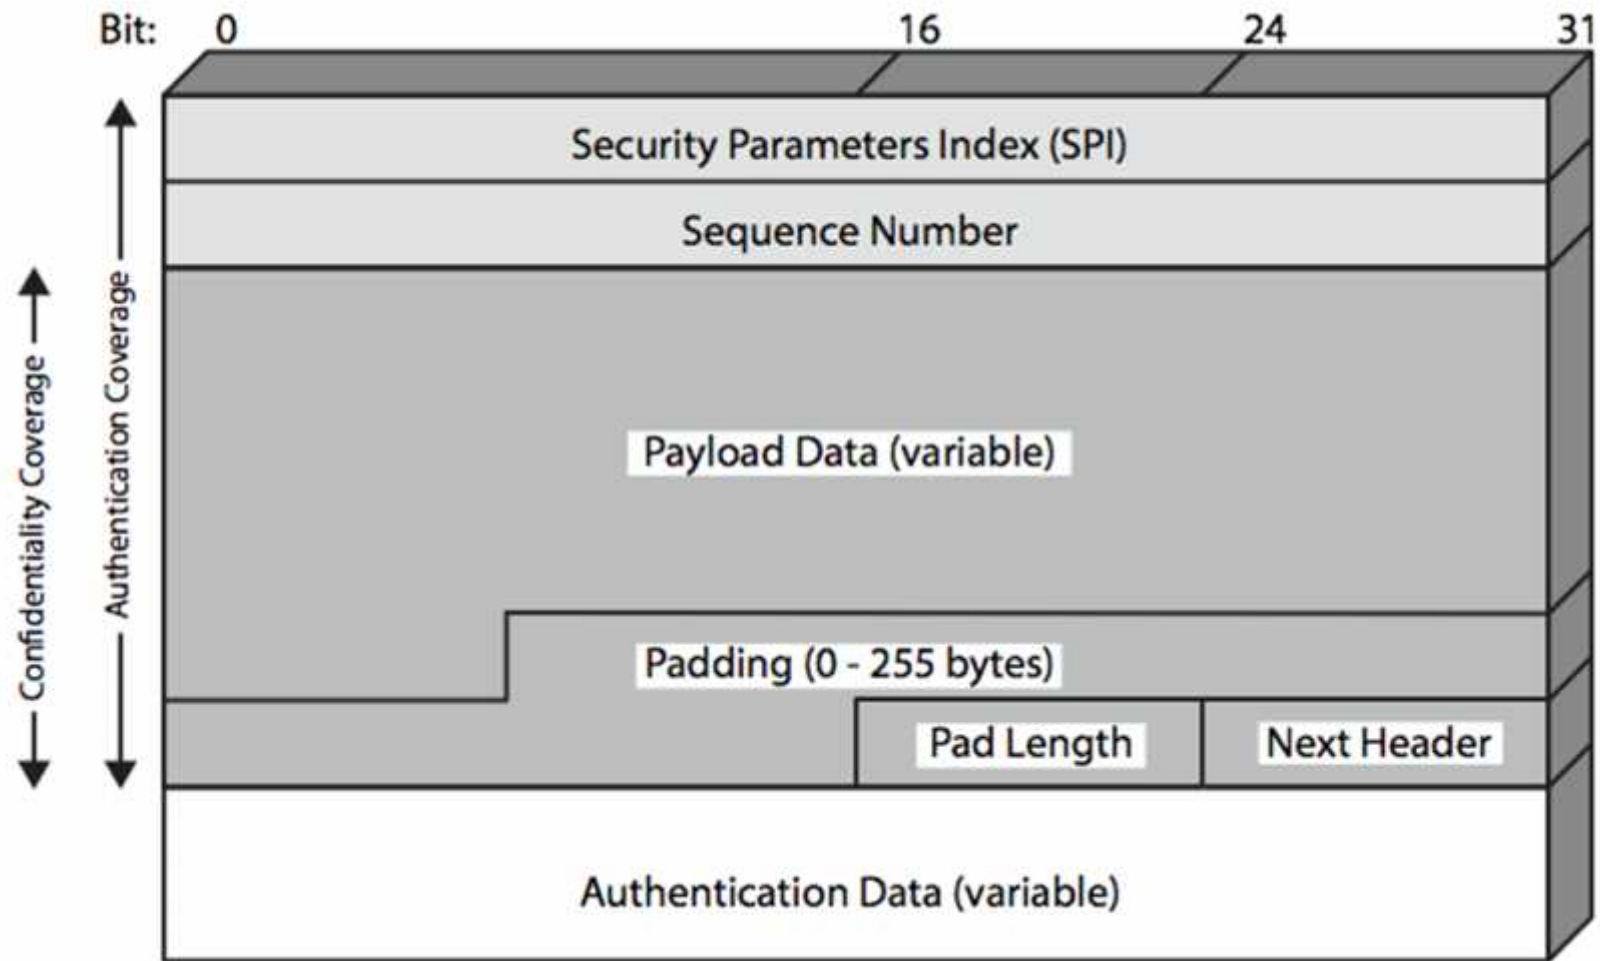 Bit: 0 16 24 31
Security Parameters Index (SPI)
Sequence Number
Confidentiality Coverage
Authentication Coverage
Payload Data (variable)
Padding (0 - 255 bytes)
Pad Length Next Header
Authentication Data (variable)